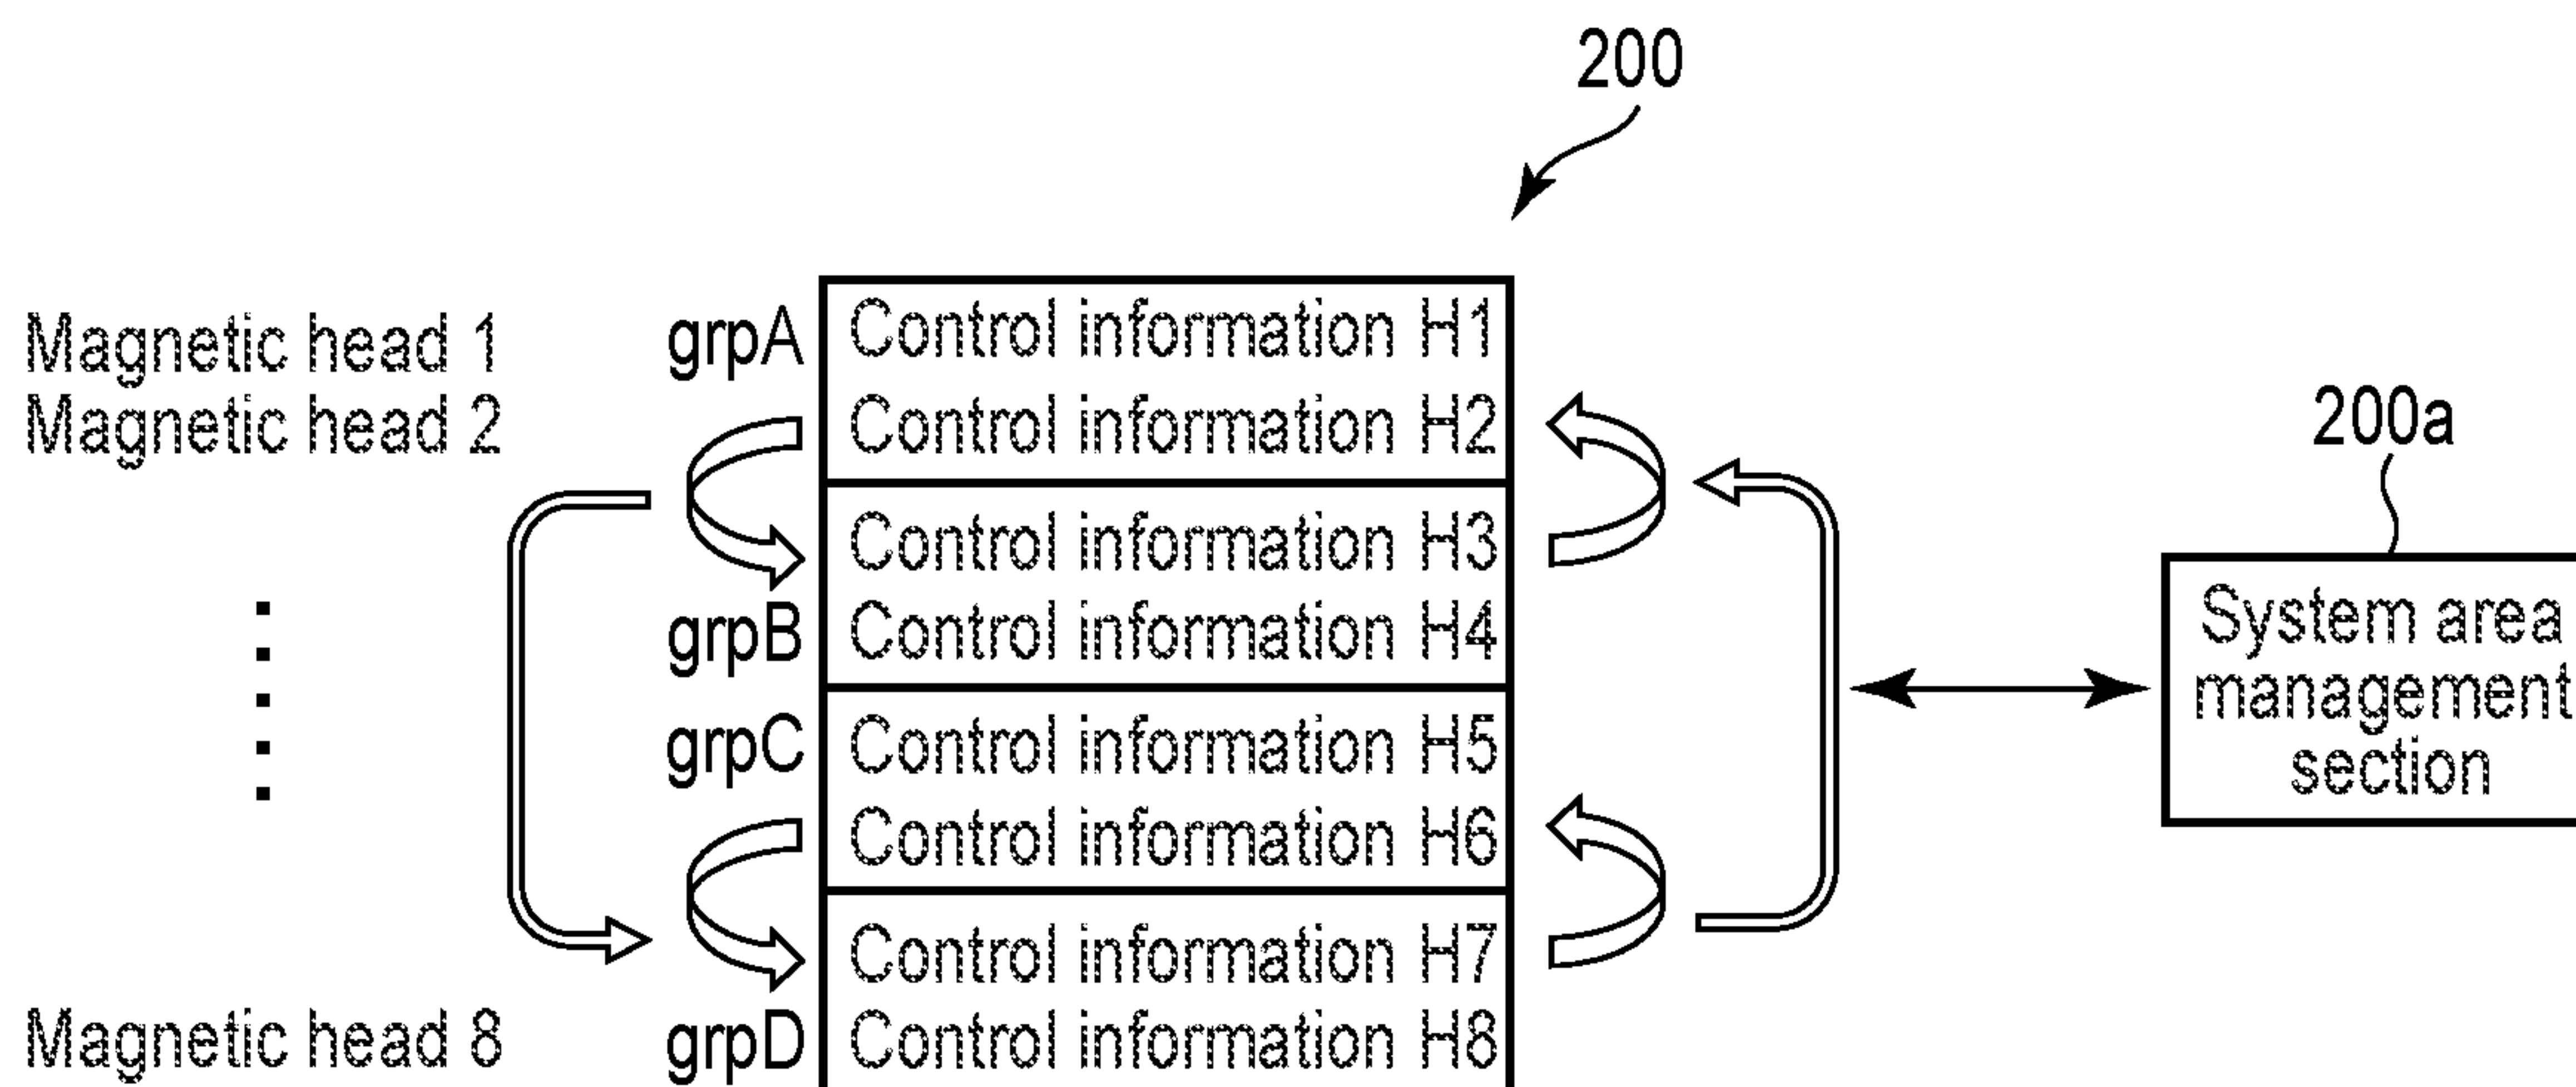 200
Magnetic head 1
Magnetic head 2
Magnetic head 8
grpA
grpB
grpC
grpD
Control information H1
Control information H2
Control information H3
Control information H4
Control information H5
Control information H6
Control information H7
Control information H8
200a
System area
management
section